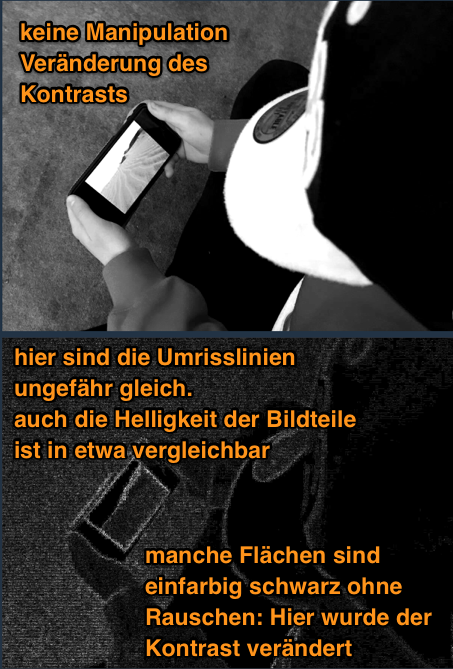 keine Manipulation
Veränderung des
Kontrasts
hier sind die Umrisslinien
ungefähr gleich.
auch die Helligkeit der Bildteile
ist in etwa vergleichbar
manche Flächen sind
einfarbig schwarz ohne
Rauschen: Hier wurde der
Kontrast verändert